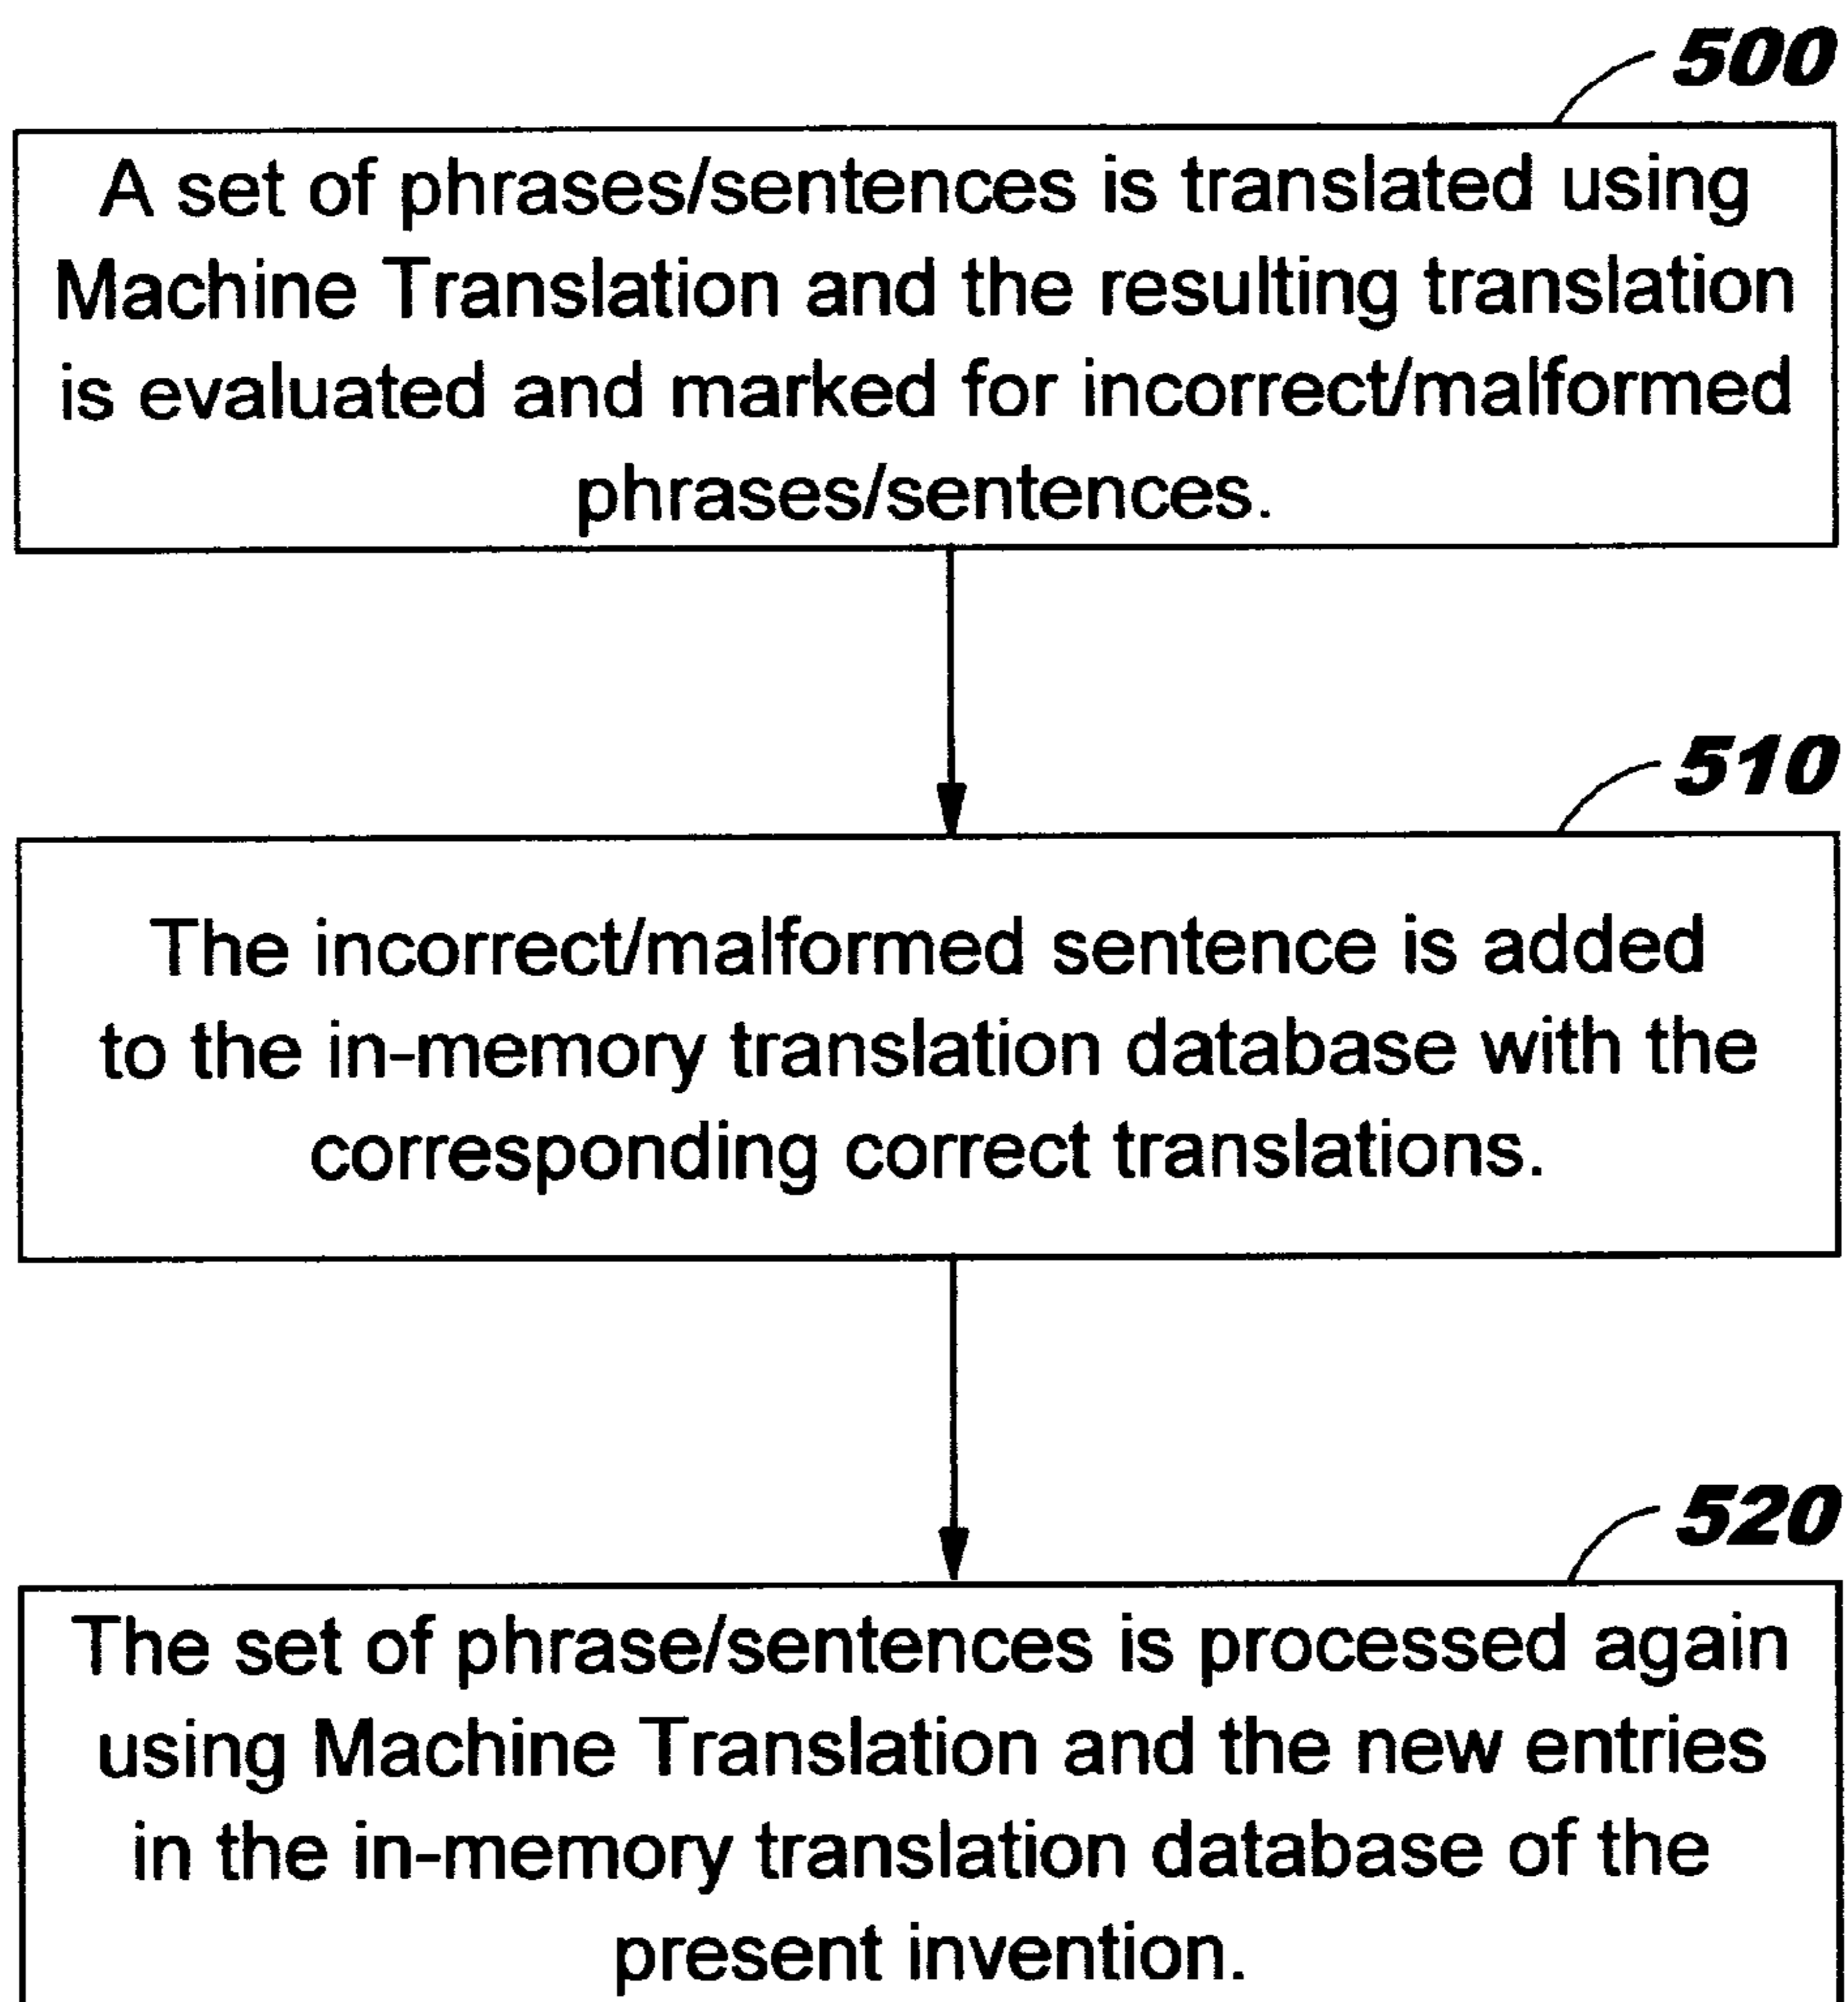 500
A set of phrases/sentences is translated using
Machine Translation and the resulting translation
is evaluated and marked for incorrect/malformed
phrases/sentences.
510
The incorrect/malformed sentence is added
to the in-memory translation database with the
corresponding correct translations.
520
The set of phrase/sentences is processed again
using Machine Translation and the new entries
in the in-memory translation database of the
present invention.